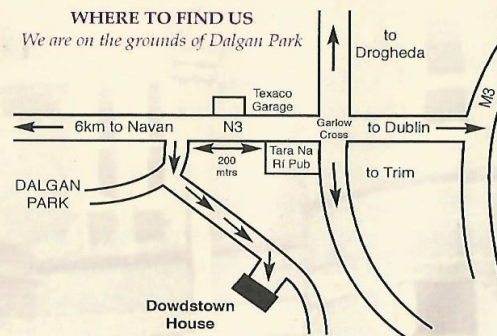 WHERE TO FIND US
We are on the grounds of Dalgan Park
to
Drogheda
Texaco
Garage
M3
6km to Navan
N3
Garlow
Cross
to Dublin
200
mtrs
Tara Na
Rí Pub
to Trim
DALGAN
PARK
Dowdstown
House